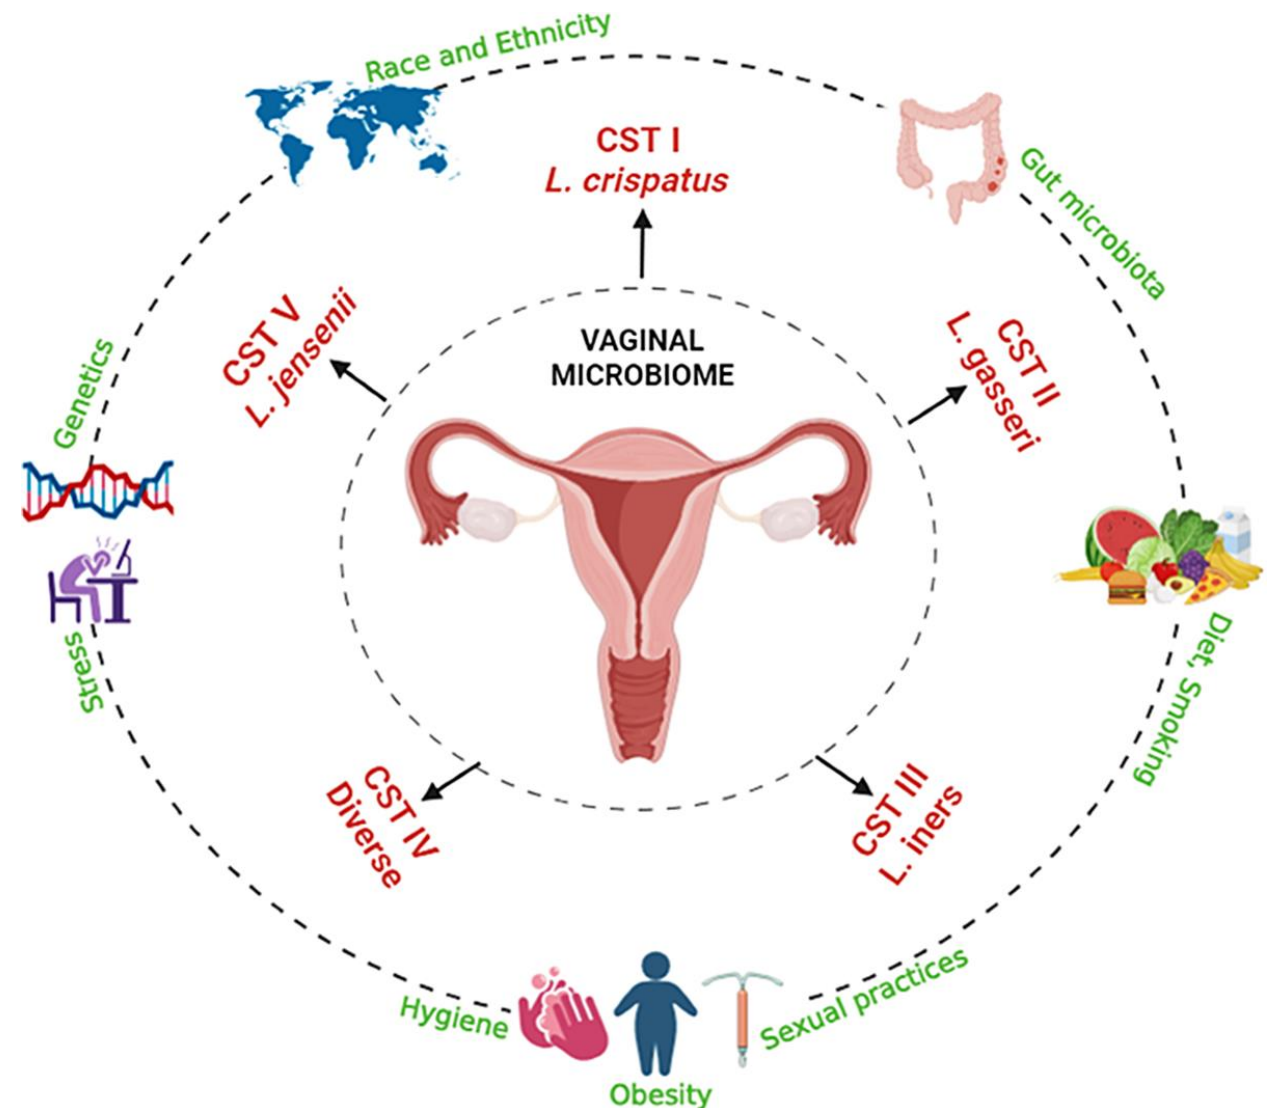 Race and Ethnicity
CST I
L. crispatus
Gut microbiota
VAGINAL
MICROBIOME
CST II
L. gasseri
CST V
L. jensenii
Genetics
Diet, Smoking
Stress
CST III
L. iners
CST IV
Diverse
Sexual practices
Hygiene
Obesity